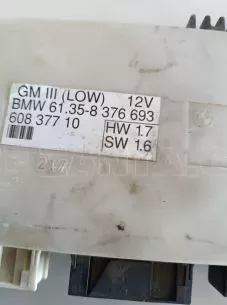 GM III (LOW) 12V
BMW 61.35-8 376 693
608 377 10 HW 1.7
SW 1.6